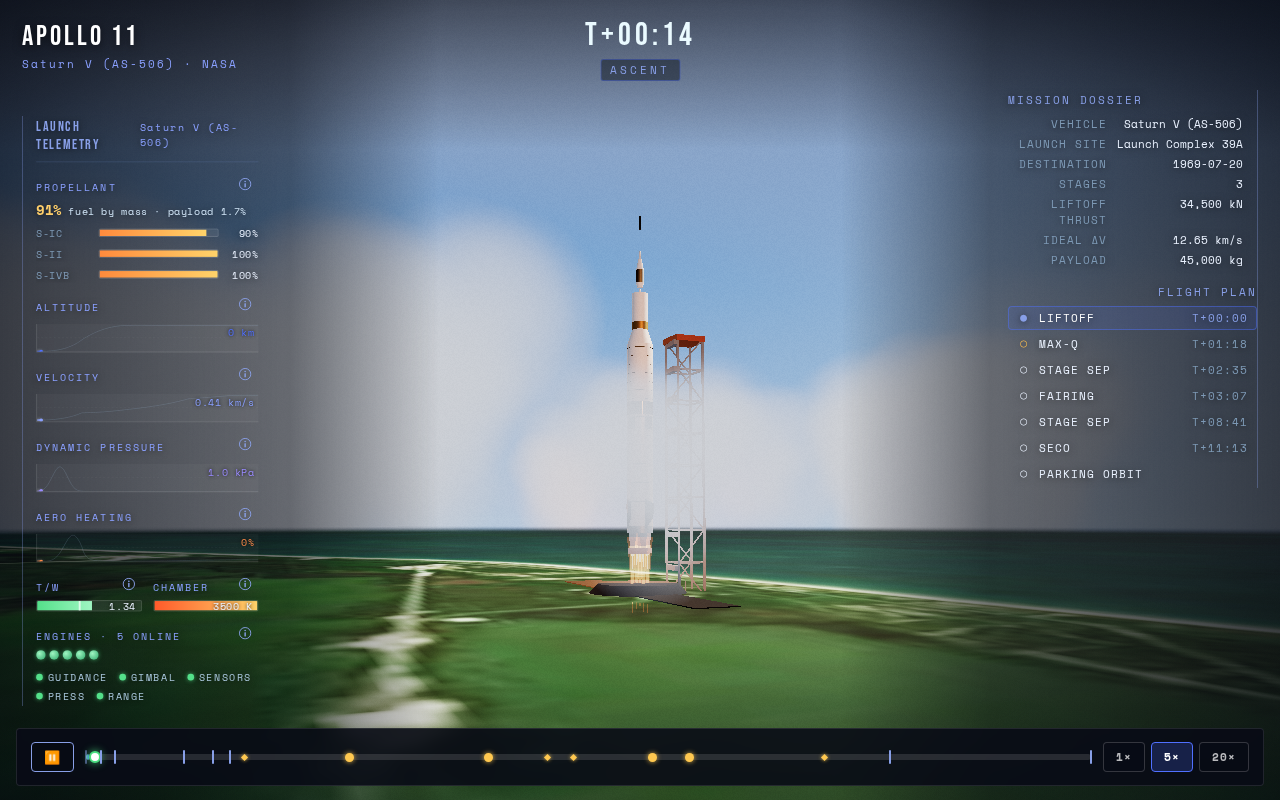 APOLLO 11
Saturn V (AS-506) · NASA
T+00:14
ASCENT
LAUNCH TELEMETRY
Saturn V (AS-506)
PROPELLANT
91% fuel by mass · payload 1.7%
S-IC 90%
S-II 100%
S-IVB 100%
ALTITUDE
0 km
VELOCITY
0.41 km/s
DYNAMIC PRESSURE
1.0 kPa
AERO HEATING
0%
T/W
1.34
CHAMBER
3500 K
ENGINES · 5 ONLINE
GUIDANCE GIMBAL SENSORS
PRESS RANGE
MISSION DOSSIER
VEHICLE Saturn V (AS-506)
LAUNCH SITE Launch Complex 39A
DESTINATION 1969-07-20
STAGES 3
LIFTOFF THRUST 34,500 kN
IDEAL ΔV 12.65 km/s
PAYLOAD 45,000 kg
FLIGHT PLAN
LIFTOFF T+00:00
MAX-Q T+01:18
STAGE SEP T+02:35
FAIRING T+03:07
STAGE SEP T+08:41
SECO T+11:13
PARKING ORBIT
1× 5× 20×